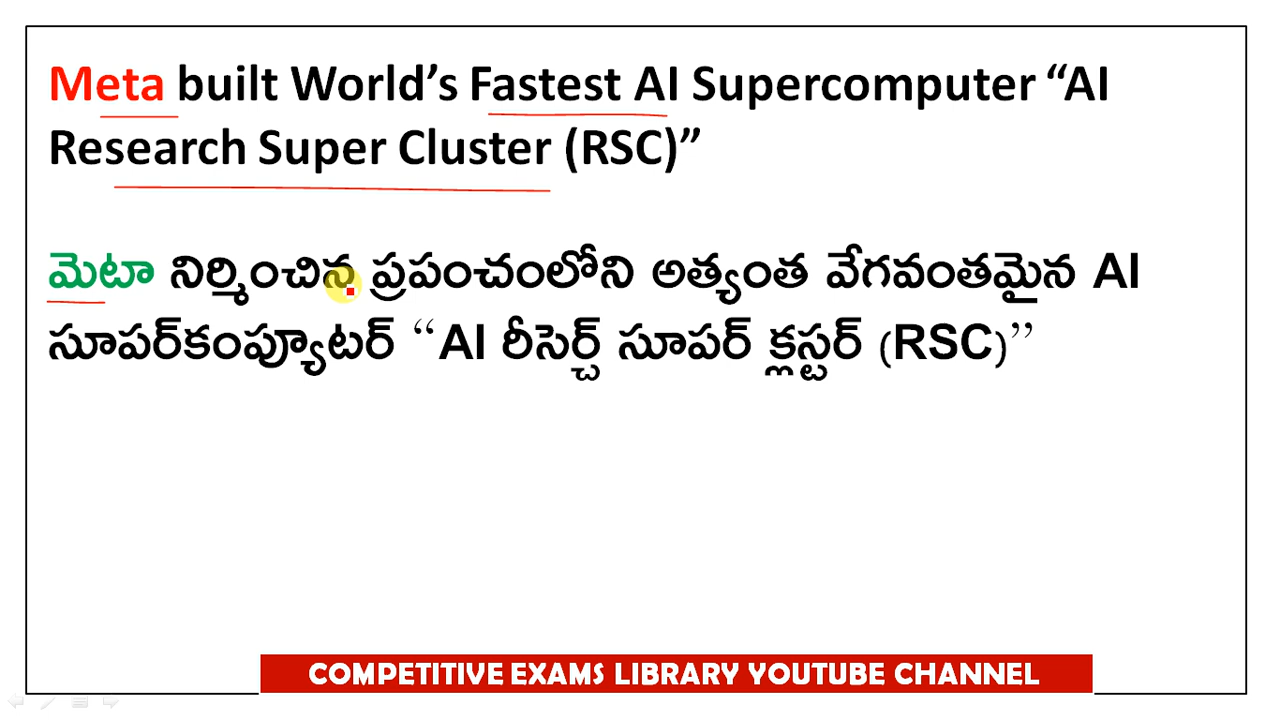 Meta built World’s Fastest AI Supercomputer “AI
Research Super Cluster (RSC)”
మెటా నిర్మించిన ప్రపంచంలోని అత్యంత వేగవంతమైన AI
సూపర్‌కంప్యూటర్ “AI రీసెర్చ్ సూపర్ క్లస్టర్ (RSC)”
COMPETITIVE EXAMS LIBRARY YOUTUBE CHANNEL